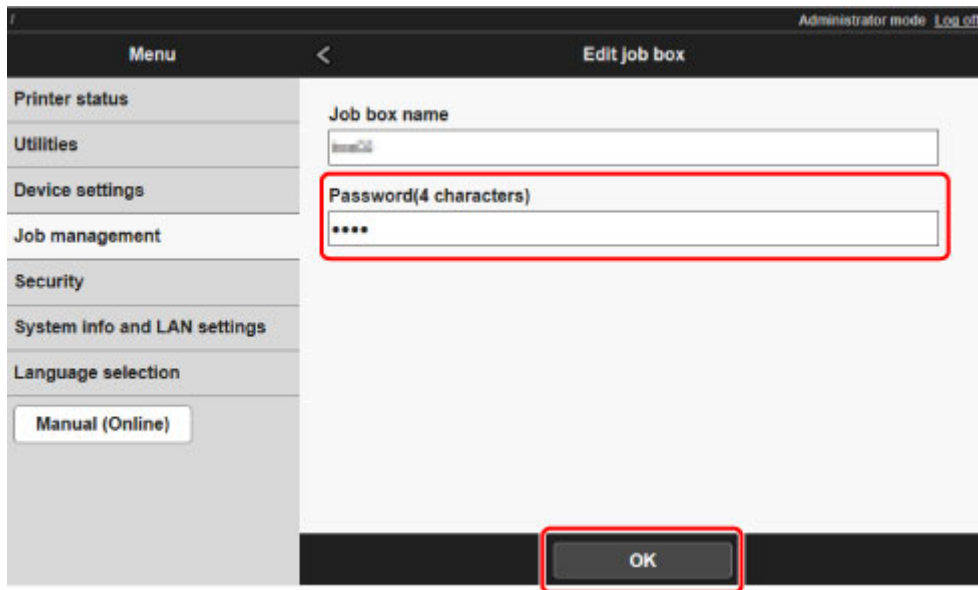 /
Administrator mode Log off
Menu
< Edit job box
Printer status
Utilities
Device settings
Job management
Security
System info and LAN settings
Language selection
Manual (Online)
Job box name
Password(4 characters)
••••
OK